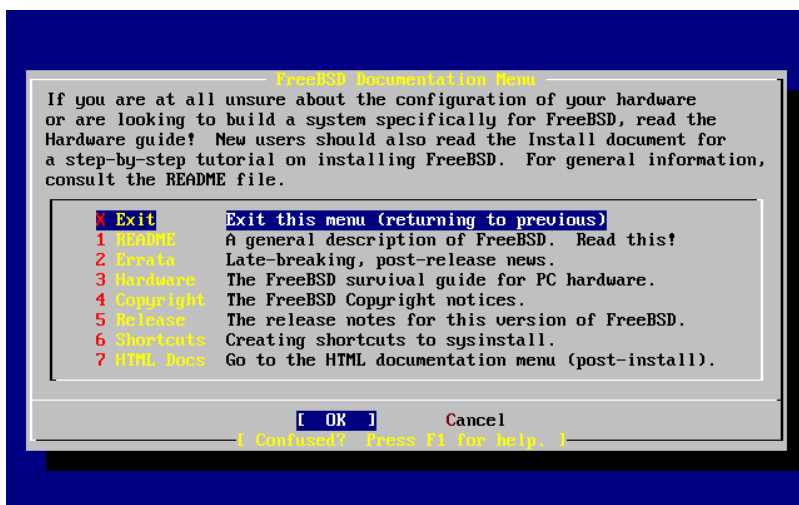 FreeBSD Documentation Menu
If you are at all unsure about the configuration of your hardware
or are looking to build a system specifically for FreeBSD, read the
Hardware guide!  New users should also read the Install document for
a step-by-step tutorial on installing FreeBSD.  For general information,
consult the README file.
X Exit Exit this menu (returning to previous)
1 README A general description of FreeBSD.  Read this!
2 Errata Late-breaking, post-release news.
3 Hardware The FreeBSD survival guide for PC hardware.
4 Copyright The FreeBSD Copyright notices.
5 Release The release notes for this version of FreeBSD.
6 Shortcuts Creating shortcuts to sysinstall.
7 HTML Docs Go to the HTML documentation menu (post-install).
[ OK ] Cancel
[ Confused?  Press F1 for help. ]